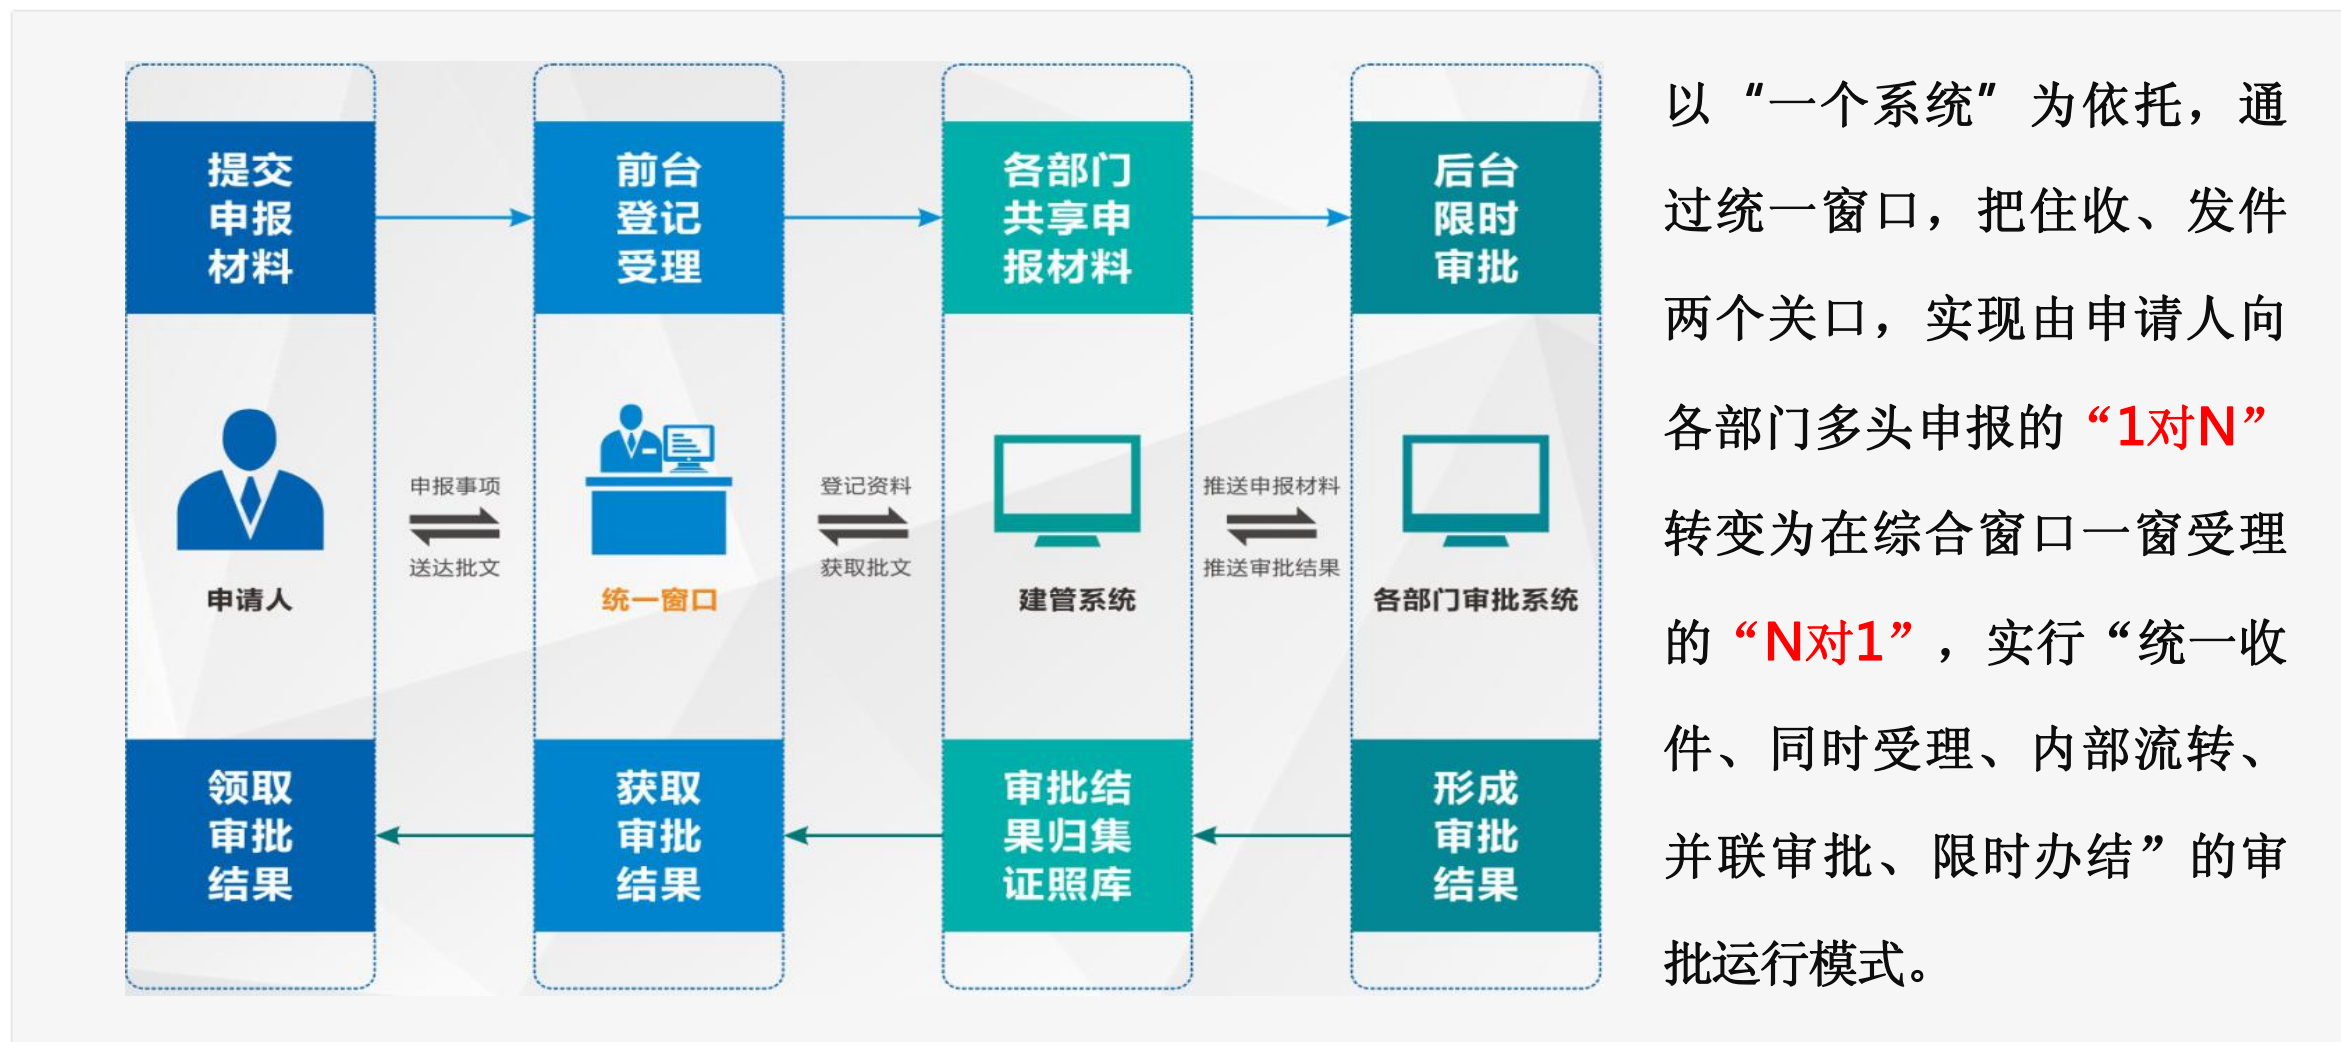 提交
申报
材料
前台
登记
受理
各部门
共享申
报材料
后台
限时
审批
申报事项
送达批文
登记资料
获取批文
推送申报材料
推送审批结果
申请人
统一窗口
建管系统
各部门审批系统
领取
审批
结果
获取
审批
结果
审批结
果归集
证照库
形成
审批
结果
以“一个系统”为依托，通
过统一窗口，把住收、发件
两个关口，实现由申请人向
各部门多头申报的“1对N”
转变为在综合窗口一窗受理
的“N对1”，实行“统一收
件、同时受理、内部流转、
并联审批、限时办结”的审
批运行模式。